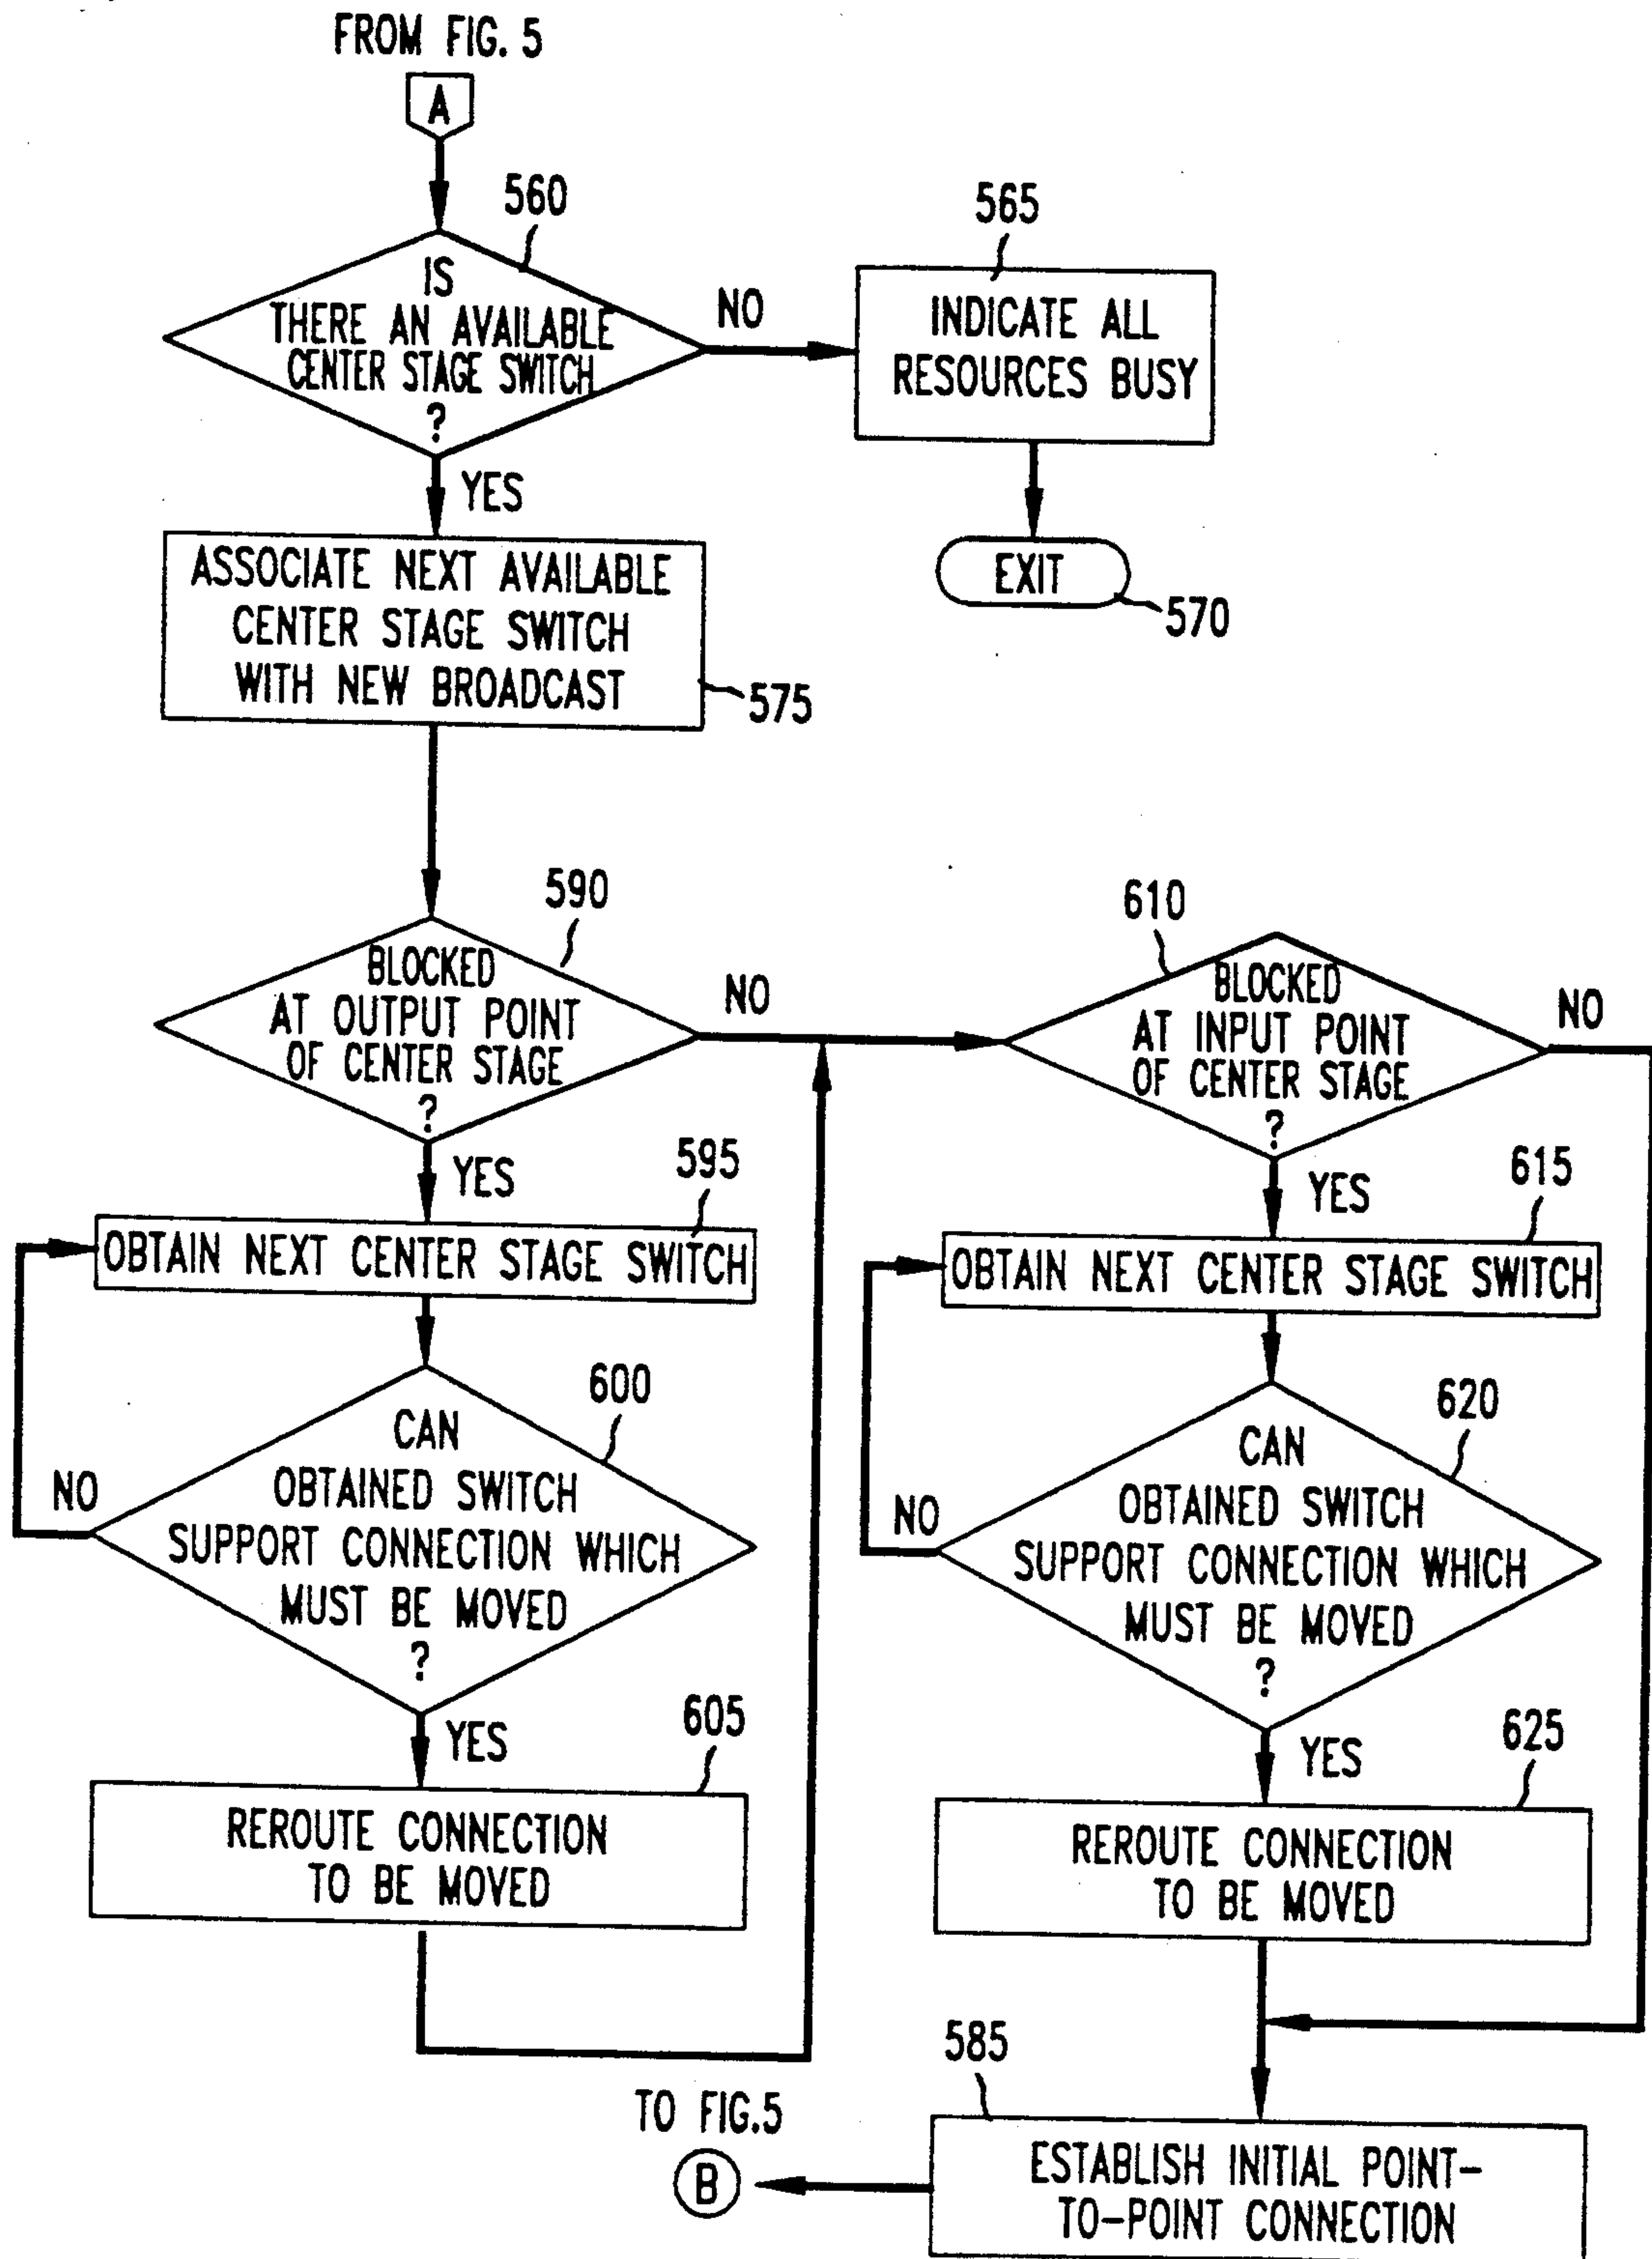 FROM FIG. 5
A
560
IS
THERE AN AVAILABLE
CENTER STAGE SWITCH
?
NO
565
INDICATE ALL
RESOURCES BUSY
YES
EXIT
570
ASSOCIATE NEXT AVAILABLE
CENTER STAGE SWITCH
WITH NEW BROADCAST
575
590
BLOCKED
AT OUTPUT POINT
OF CENTER STAGE
?
NO
610
BLOCKED
AT INPUT POINT
OF CENTER STAGE
?
NO
YES
595
OBTAIN NEXT CENTER STAGE SWITCH
600
CAN
OBTAINED SWITCH
SUPPORT CONNECTION WHICH
MUST BE MOVED
?
NO
YES
605
REROUTE CONNECTION
TO BE MOVED
YES
615
OBTAIN NEXT CENTER STAGE SWITCH
620
CAN
OBTAINED SWITCH
SUPPORT CONNECTION WHICH
MUST BE MOVED
?
NO
YES
625
REROUTE CONNECTION
TO BE MOVED
585
ESTABLISH INITIAL POINT-
TO-POINT CONNECTION
TO FIG.5
B